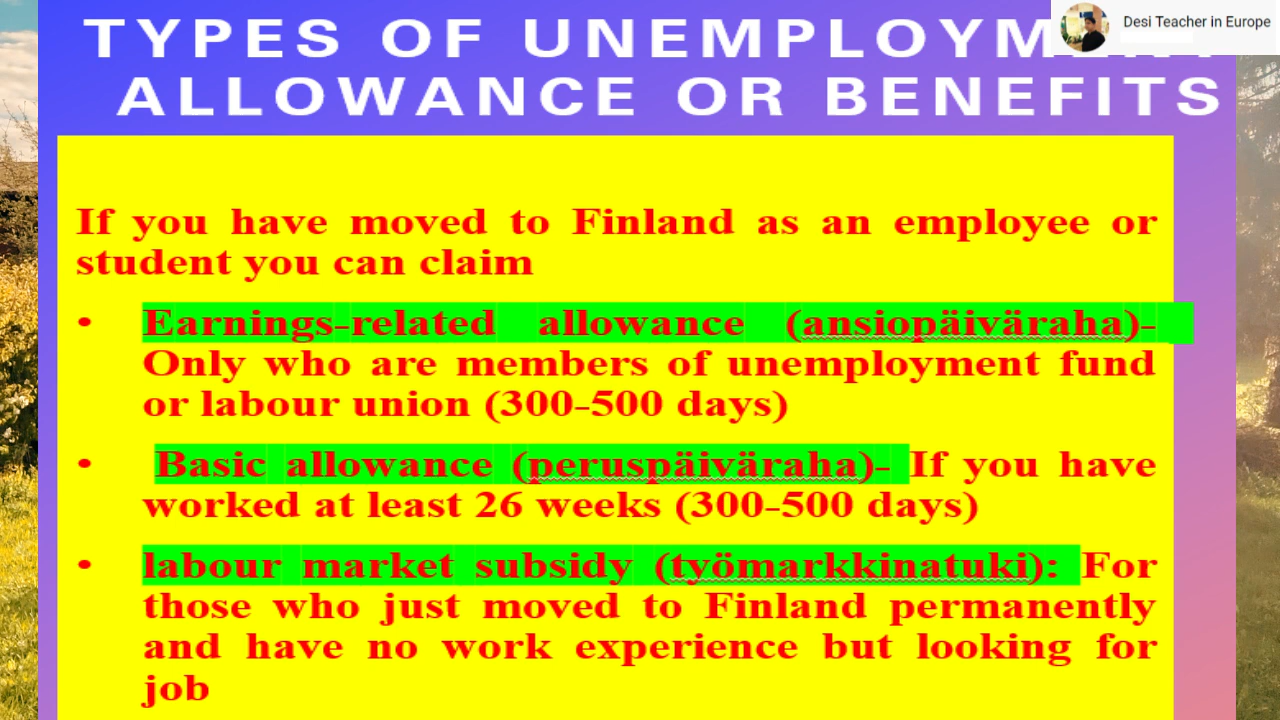 TYPES OF
ALLOWANCE OR BENEFITS
Desi Teacher in Europe
If you have moved to Finland as an employee or
student you can claim
• Earnings-related allowance (ansiopäiväraha)-
Only who are members of unemployment fund
or labour union (300-500 days)
• Basic allowance (peruspäiväraha)- If you have
worked at least 26 weeks (300-500 days)
• labour market subsidy (työmarkkinatuki): For
those who just moved to Finland permanently
and have no work experience but looking for
job